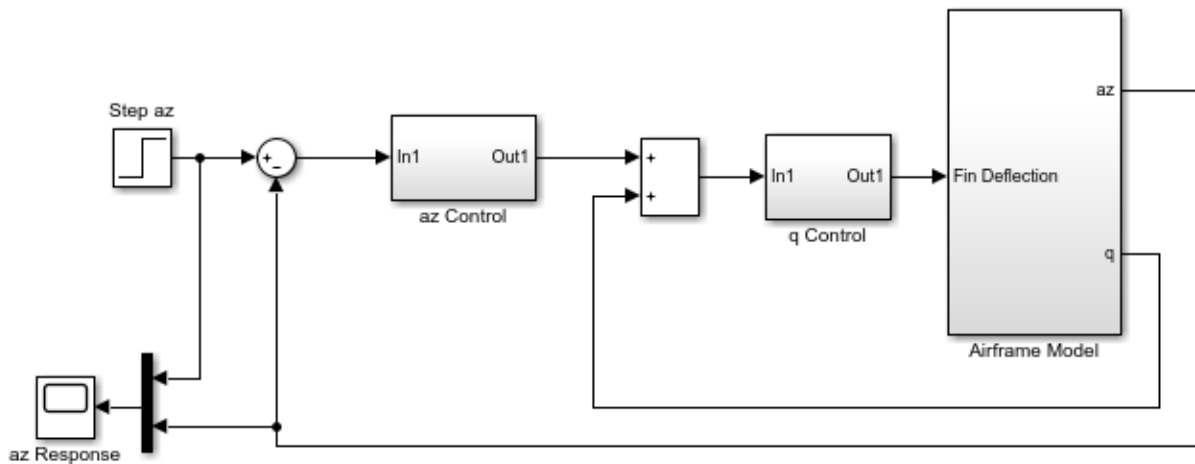 Step az
+
−
In1
Out1
az Control
+
+
In1
Out1
q Control
Fin Deflection
az
q
Airframe Model
az Response